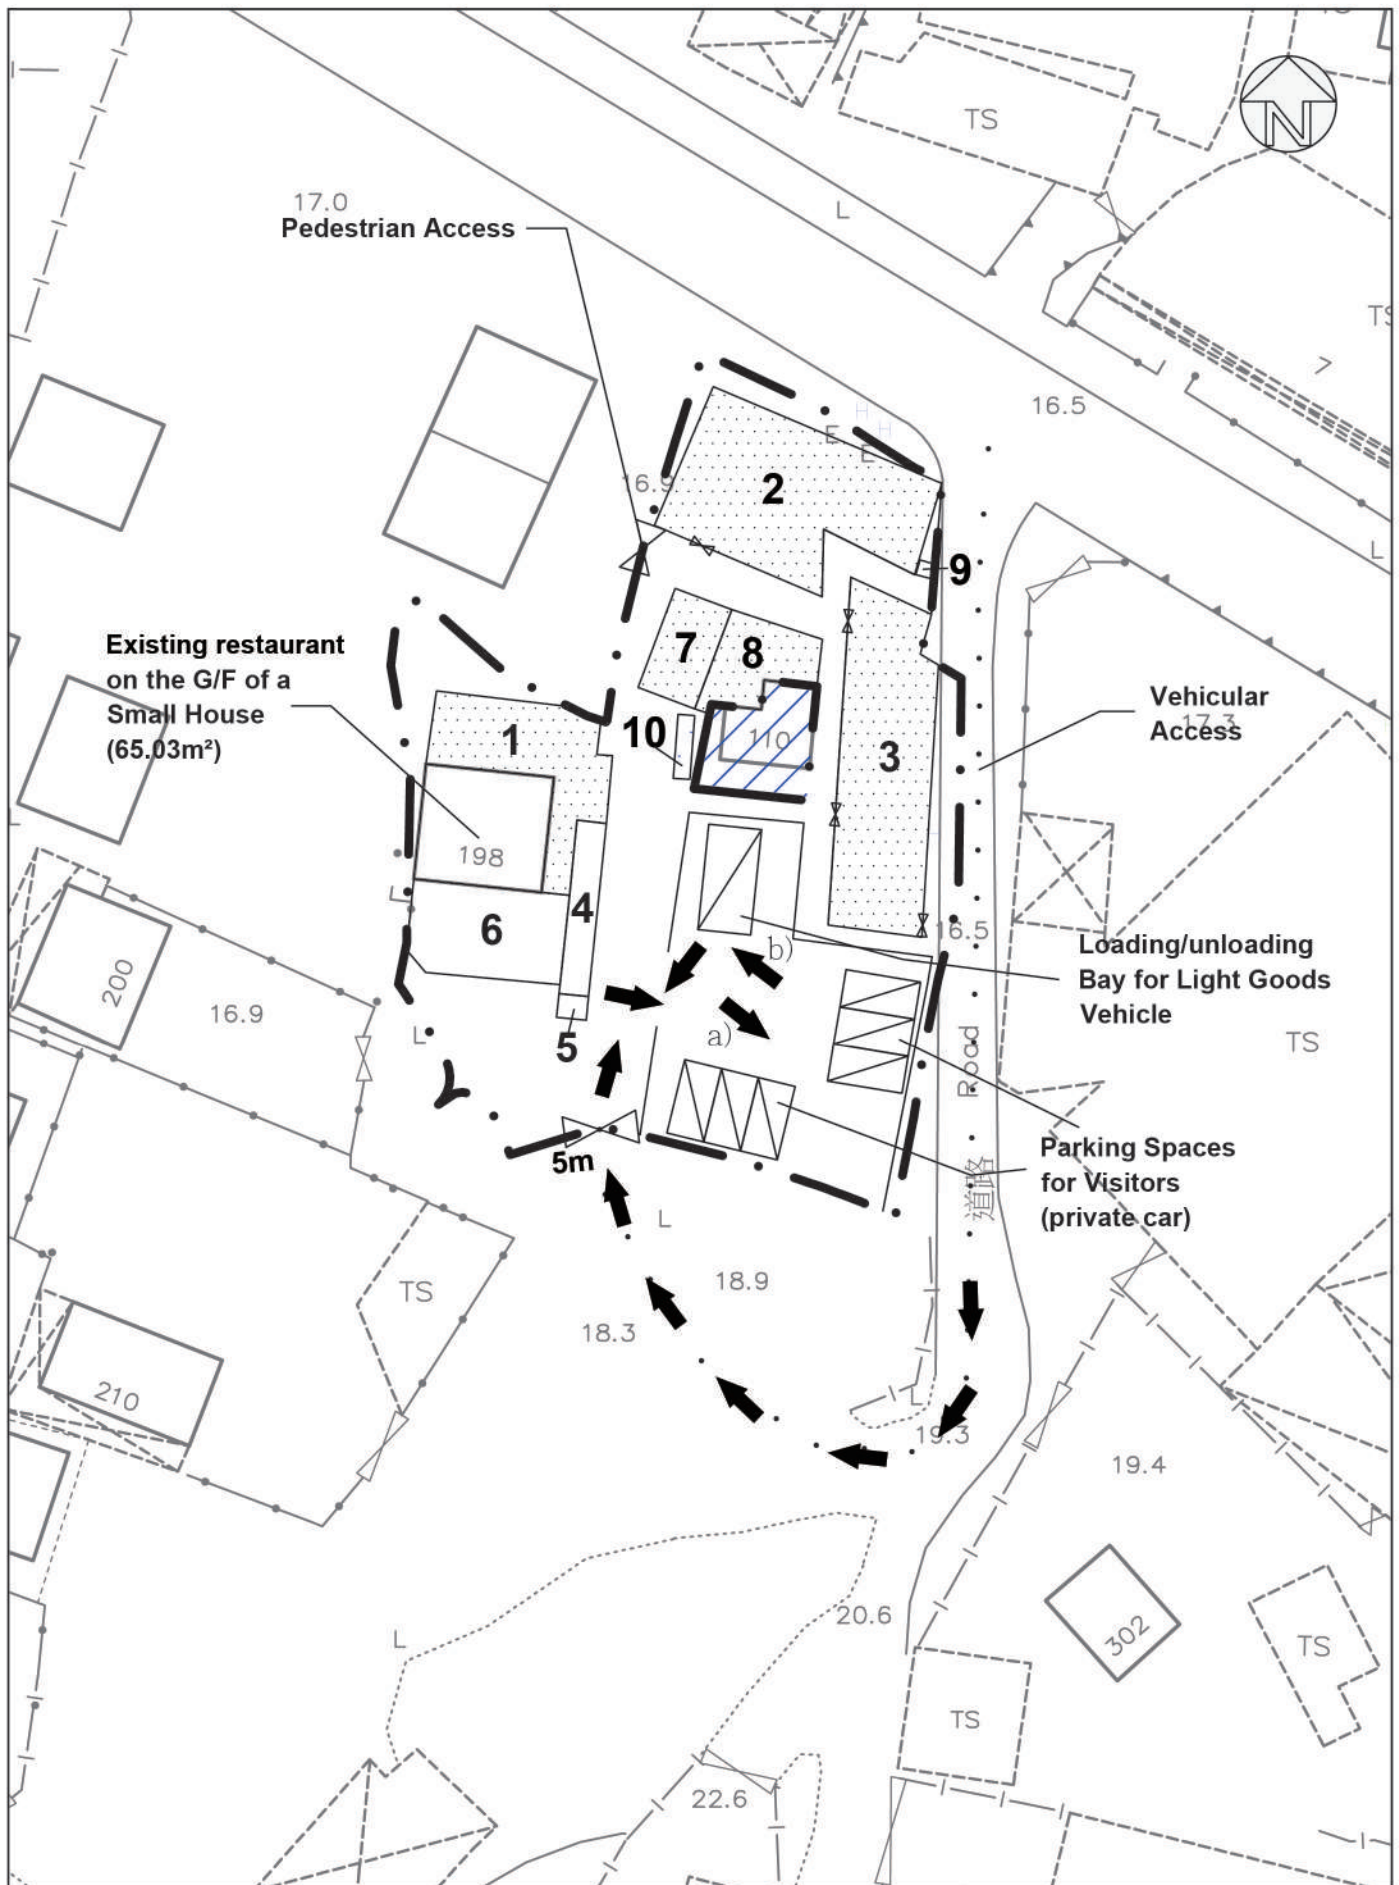 TS
N
17.0
Pedestrian Access
L
TS
7
16.5
H
H
E
E
2
16.9
L
9
Existing restaurant
on the G/F of a
Small House
(65.03m²)
7
8
10
110
1
3
Vehicular
17.3
Access
198
L
4
6
16.5
b)
Loading/unloading
Bay for Light Goods
Vehicle
200
16.9
L
5
a)
Road
TS
道路
5m
Parking Spaces
for Visitors
(private car)
L
TS
18.9
18.3
210
L
19.3
19.4
20.6
L
302
TS
TS
22.6